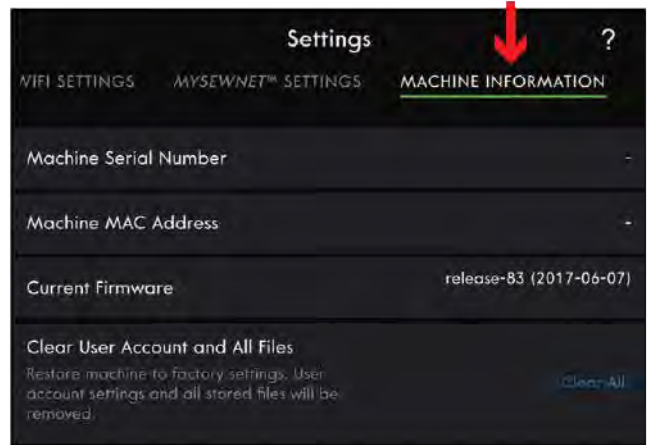 Settings
?
WIFI SETTINGS MYSEWNET™ SETTINGS MACHINE INFORMATION
Machine Serial Number -
Machine MAC Address -
Current Firmware release-83 (2017-06-07)
Clear User Account and All Files
Restore machine to factory settings. User
account settings and all stored files will be
removed.
Clear All